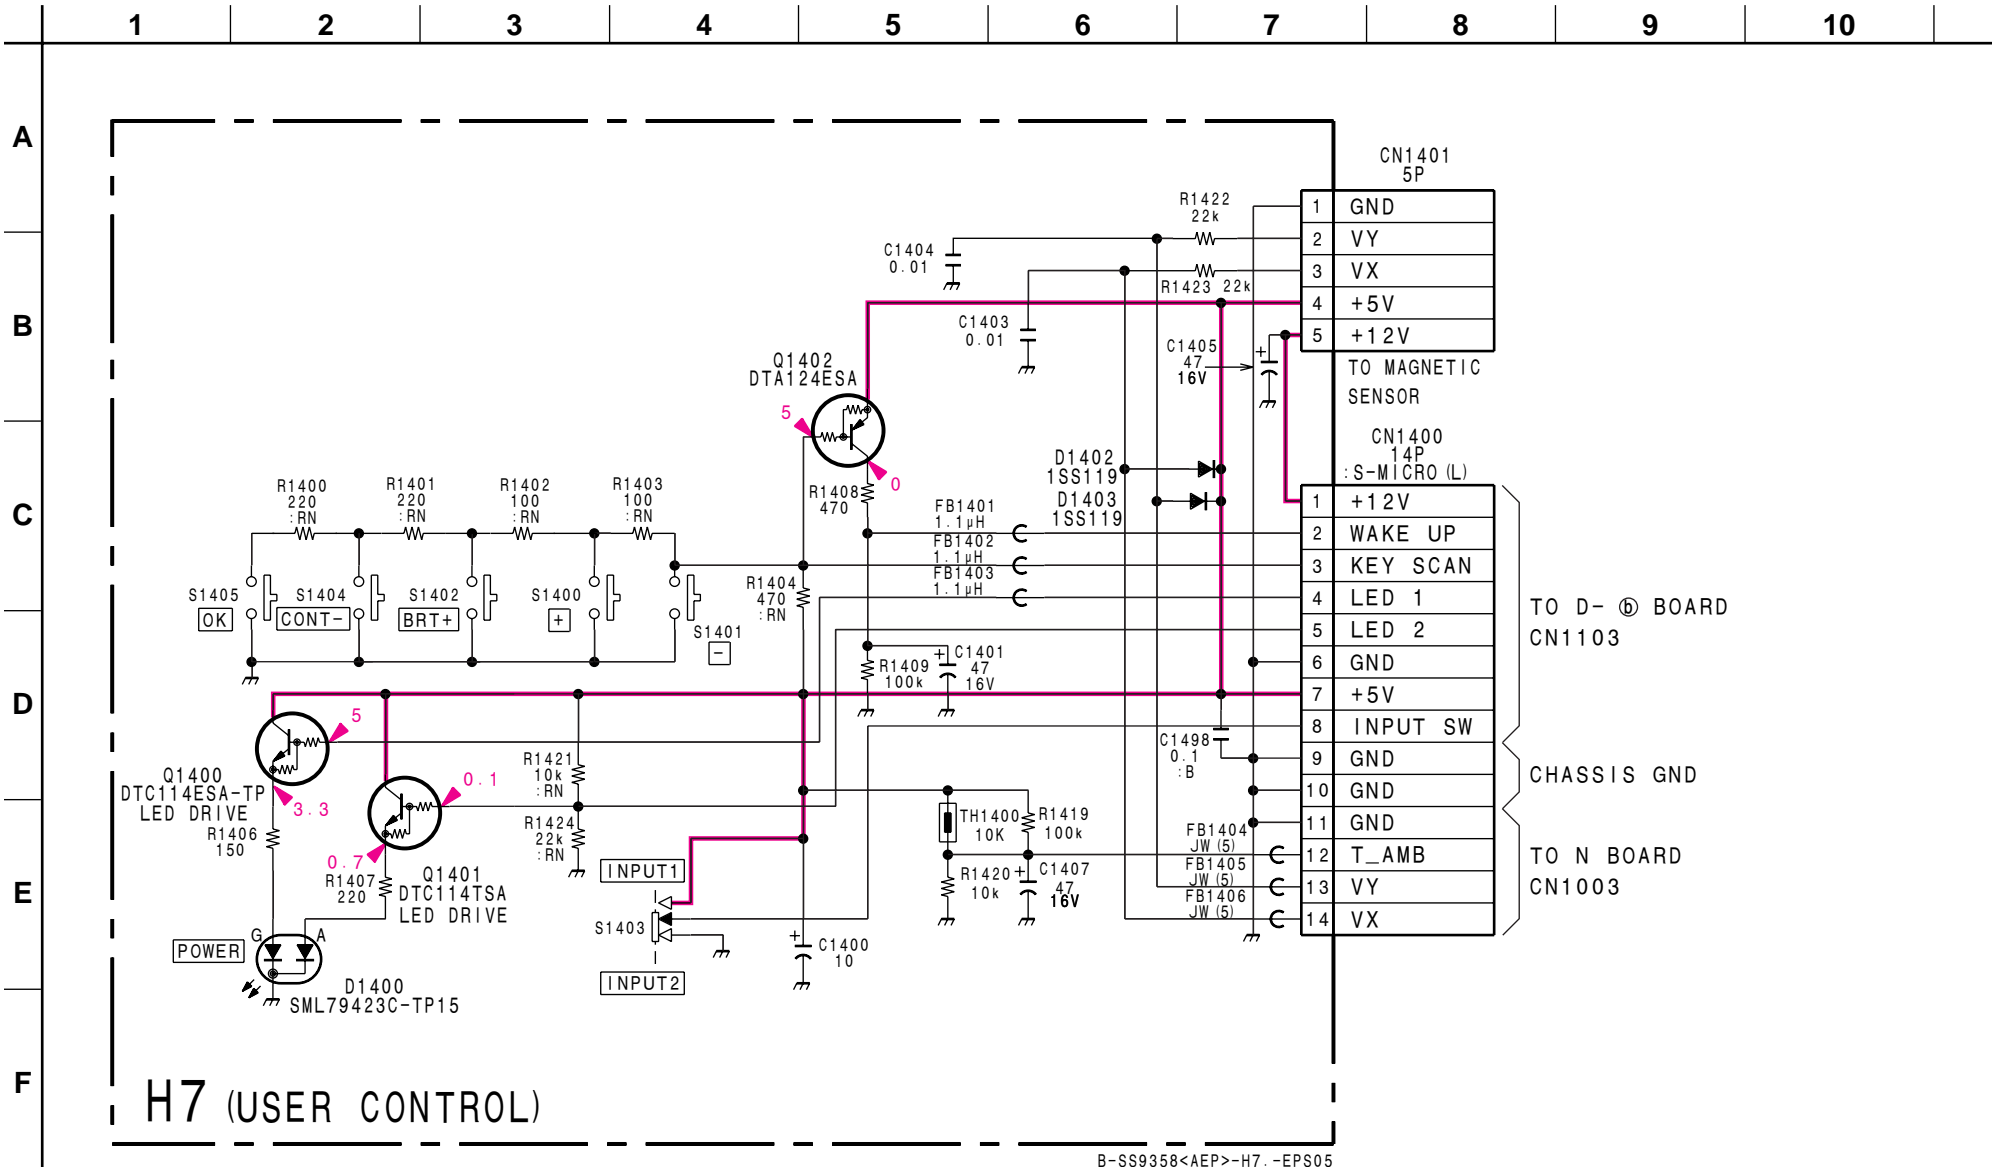 1 2 3 4 5 6 7 8 9 10
A
B
C
D
E
F
CN1401
5P
1 GND
2 VY
3 VX
4 +5V
5 +12V
TO MAGNETIC
SENSOR
R1422
22k
R1423 22k
C1404
0.01
C1403
0.01
C1405
47
16V
Q1402
DTA124ESA
5
0
CN1400
14P
:S-MICRO(L)
1 +12V
2 WAKE UP
3 KEY SCAN
4 LED 1
5 LED 2
6 GND
7 +5V
8 INPUT SW
9 GND
10 GND
11 GND
12 T_AMB
13 VY
14 VX
TO D- ⓑ BOARD
CN1103
CHASSIS GND
TO N BOARD
CN1003
D1402
1SS119
D1403
1SS119
R1400
220
:RN
R1401
220
:RN
R1402
100
:RN
R1403
100
:RN
R1408
470
FB1401
1.1µH
FB1402
1.1µH
FB1403
1.1µH
R1404
470
:RN
S1405
OK
S1404
CONT-
S1402
BRT+
S1400
+
S1401
-
R1409
100k
C1401
47
16V
+
C1498
0.1
:B
5
Q1400
DTC114ESA-TP
LED DRIVE
3.3
0.1
R1421
10k
:RN
R1424
22k
:RN
R1406
150
0.7
R1407
220
Q1401
DTC114TSA
LED DRIVE
TH1400
10K
R1419
100k
R1420
10k
C1407
47
16V
+
FB1404
JW(5)
FB1405
JW(5)
FB1406
JW(5)
INPUT1
S1403
INPUT2
C1400
10
+
POWER
G A
D1400
SML79423C-TP15
H7 (USER CONTROL)
B-SS9358<AEP>-H7.-EPS05